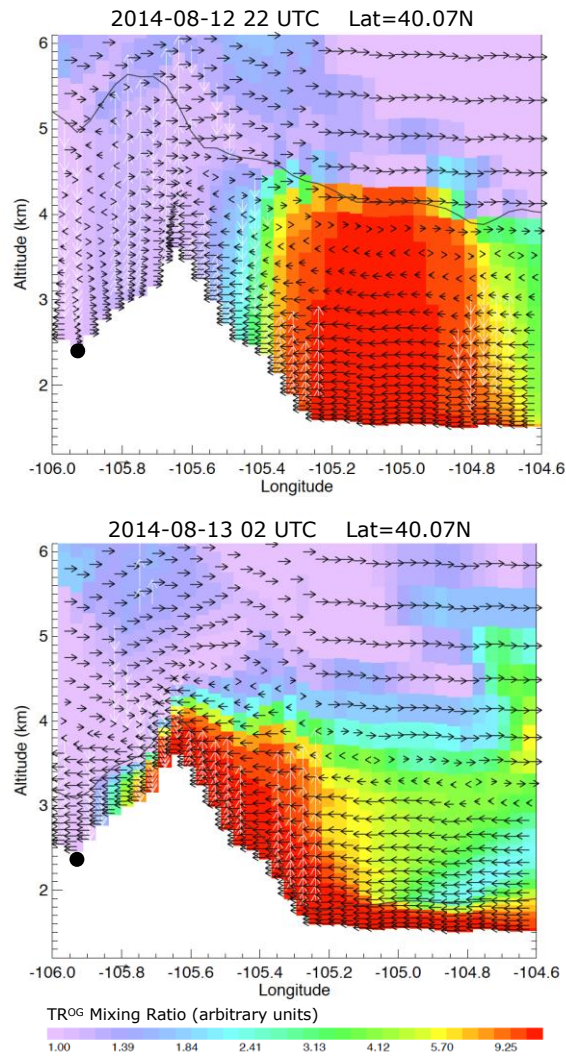 2014-08-12 22 UTC Lat=40.07N
6
5
4
3
2
Altitude (km)
-106.0 -105.8 -105.6 -105.4 -105.2 -105.0 -104.8 -104.6
Longitude
2014-08-13 02 UTC Lat=40.07N
6
5
4
3
2
Altitude (km)
-106.0 -105.8 -105.6 -105.4 -105.2 -105.0 -104.8 -104.6
Longitude
TROG Mixing Ratio (arbitrary units)
1.00 1.39 1.84 2.41 3.13 4.12 5.70 9.25